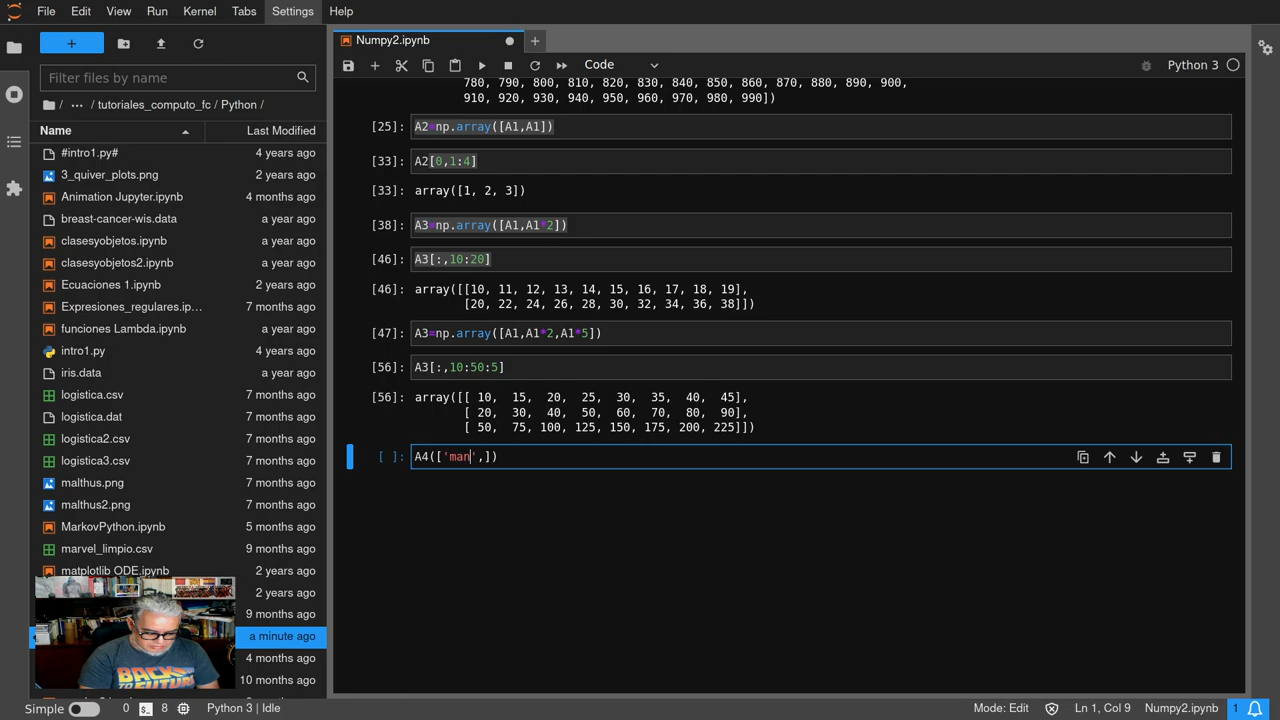 File Edit View Run Kernel Tabs Settings Help
Numpy2.ipynb
Code
Python 3
Filter files by name
/ ... / tutoriales_computo_fc / Python /
Name Last Modified
#intro1.py# 4 years ago
3_quiver_plots.png 2 years ago
Animation Jupyter.ipynb 4 months ago
breast-cancer-wis.data a year ago
clasesyobjetos.ipynb a year ago
clasesyobjetos2.ipynb a year ago
Ecuaciones 1.ipynb 2 years ago
Expresiones_regulares.ip... 7 months ago
funciones Lambda.ipynb a year ago
intro1.py 4 years ago
iris.data a year ago
logistica.csv 7 months ago
logistica.dat a year ago
logistica2.csv 7 months ago
logistica3.csv 7 months ago
malthus.png 7 months ago
malthus2.png 7 months ago
MarkovPython.ipynb 5 months ago
marvel_limpio.csv 9 months ago
matplotlib ODE.ipynb 2 years ago
2 years ago
9 months ago
a minute ago
4 months ago
10 months ago
780, 790, 800, 810, 820, 830, 840, 850, 860, 870, 880, 890, 900,
910, 920, 930, 940, 950, 960, 970, 980, 990])
[25]: A2=np.array([A1,A1])
[33]: A2[0,1:4]
[33]: array([1, 2, 3])
[38]: A3=np.array([A1,A1*2])
[46]: A3[:,10:20]
[46]: array([[10, 11, 12, 13, 14, 15, 16, 17, 18, 19],
[20, 22, 24, 26, 28, 30, 32, 34, 36, 38]])
[47]: A3=np.array([A1,A1*2,A1*5])
[56]: A3[:,10:50:5]
[56]: array([[ 10, 15, 20, 25, 30, 35, 40, 45],
[ 20, 30, 40, 50, 60, 70, 80, 90],
[ 50, 75, 100, 125, 150, 175, 200, 225]])
[ ]: A4(['man',])
BACK
TO
FUTURE
Simple 0 8 Python 3 | Idle
Mode: Edit Ln 1, Col 9 Numpy2.ipynb 1